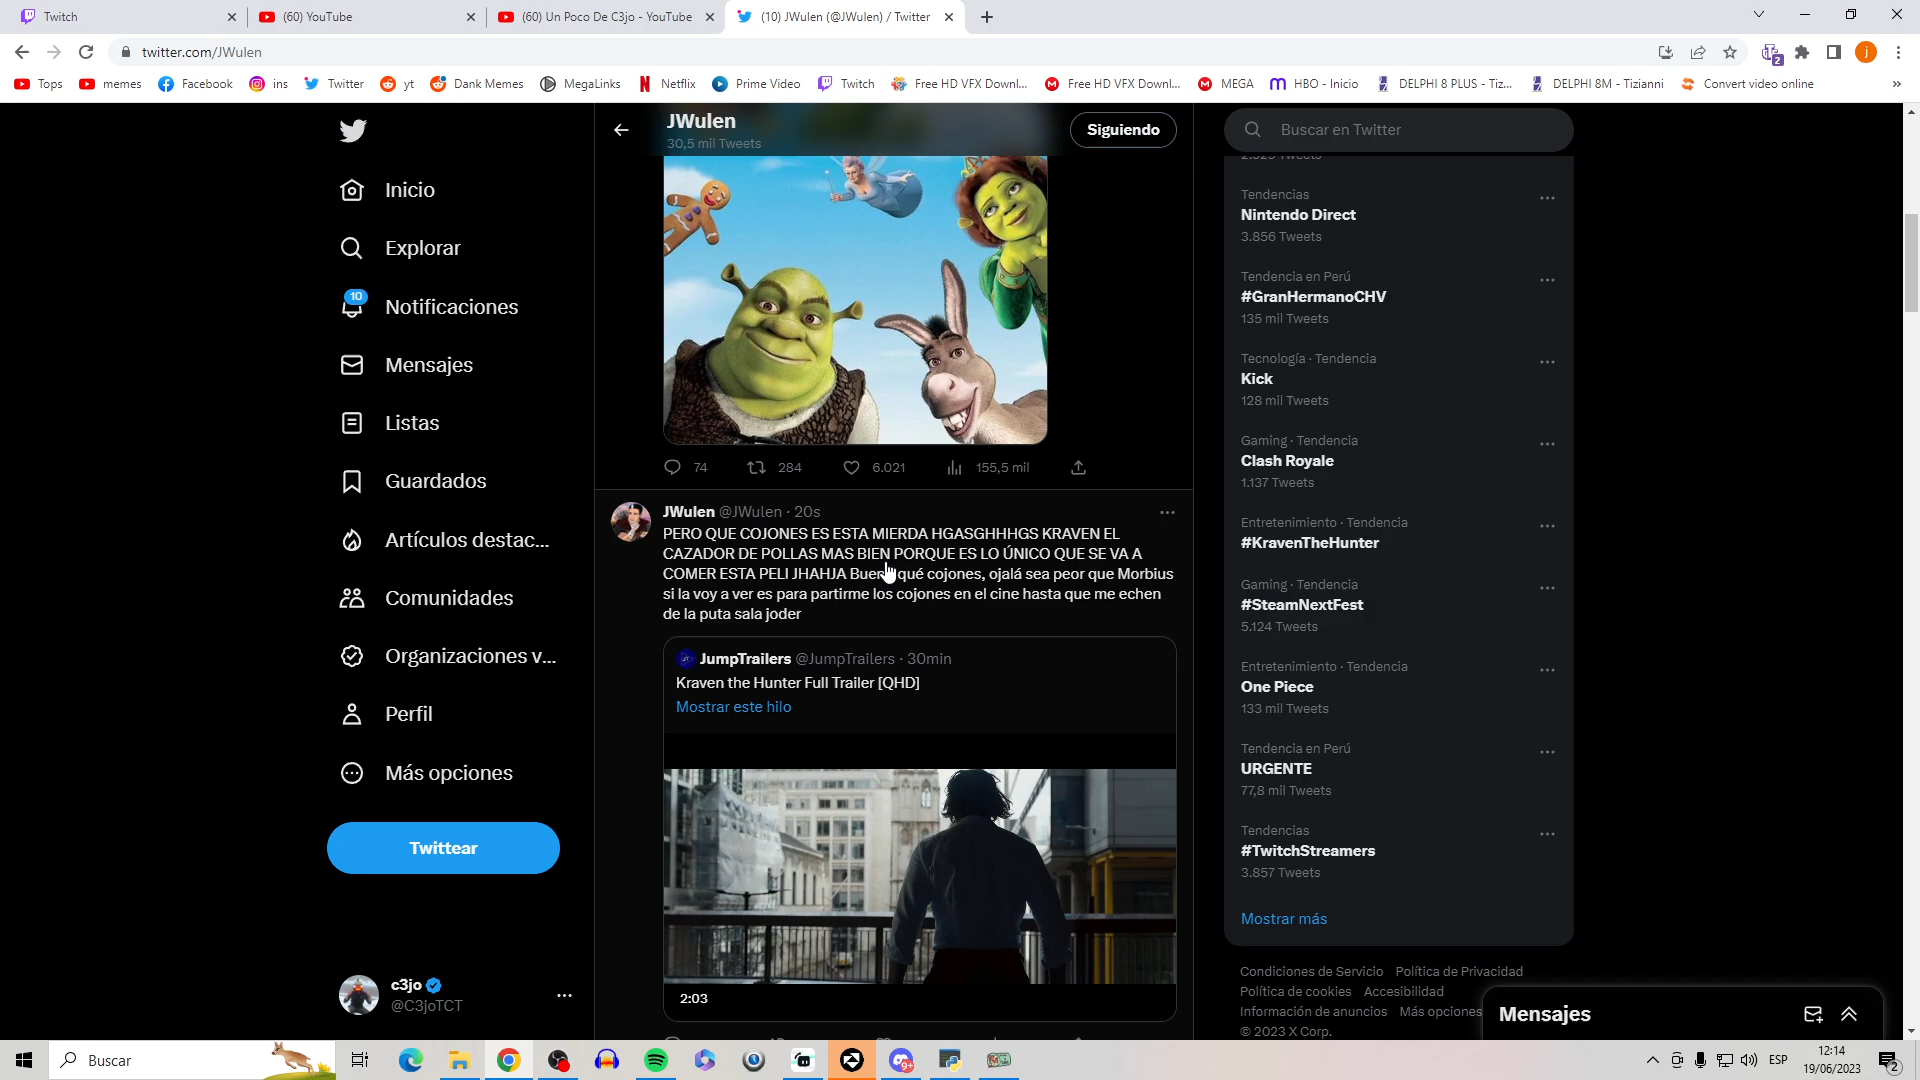 Twitch
(60) YouTube
(60) Un Poco De C3jo - YouTube
(10) JWulen (@JWulen) / Twitter
twitter.com/JWulen
2
j
Tops
memes
Facebook
ins
Twitter
yt
Dank Memes
MegaLinks
Netflix
Prime Video
Twitch
Free HD VFX Downl...
Free HD VFX Downl...
MEGA
HBO - Inicio
DELPHI 8 PLUS - Tiz...
DELPHI 8M - Tizianni
Convert video online
»
Inicio
Explorar
10
Notificaciones
Mensajes
Listas
Guardados
Artículos destac...
Comunidades
Organizaciones v...
Perfil
Más opciones
Twittear
c3jo
@C3joTCT
JWulen
30,5 mil Tweets
Siguiendo
74
284
6.021
155,5 mil
JWulen @JWulen · 20s
PERO QUE COJONES ES ESTA MIERDA HGASGHHHGS KRAVEN EL
CAZADOR DE POLLAS MAS BIEN PORQUE ES LO ÚNICO QUE SE VA A
COMER ESTA PELI JHAHJA qué cojones, ojalá sea peor que Morbius
si la voy a ver es para partirme los cojones en el cine hasta que me echen
de la puta sala joder
JumpTrailers @JumpTrailers · 30min
Kraven the Hunter Full Trailer [QHD]
Mostrar este hilo
2:03
Buscar en Twitter
Tendencias
Nintendo Direct
3.856 Tweets
Tendencia en Perú
#GranHermanoCHV
135 mil Tweets
Tecnología · Tendencia
Kick
128 mil Tweets
Gaming · Tendencia
Clash Royale
1.137 Tweets
Entretenimiento · Tendencia
#KravenTheHunter
Gaming · Tendencia
#SteamNextFest
5.124 Tweets
Entretenimiento · Tendencia
One Piece
133 mil Tweets
Tendencia en Perú
URGENTE
77,8 mil Tweets
Tendencias
#TwitchStreamers
3.857 Tweets
Mostrar más
Condiciones de Servicio Política de Privacidad
Política de cookies Accesibilidad
Información de anuncios Más opciones
© 2023 X Corp.
Mensajes
Buscar
9+
ESP
12:14
19/06/2023
2